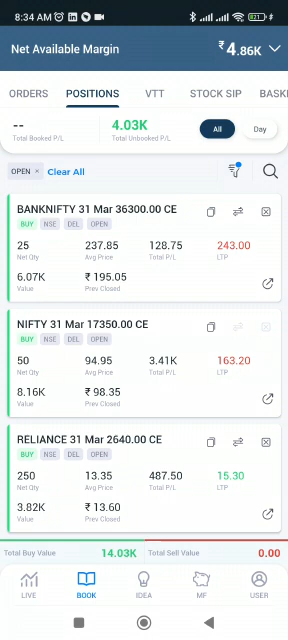 8:34 AM
821
Net Available Margin
₹4.86K
ORDERS POSITIONS VTT STOCK SIP BASKI
-- 4.03K All Day
Total Booked P/L Total Unbooked P/L
OPEN × Clear All
BANKNIFTY 31 Mar 36300.00 CE
BUY NSE DEL OPEN
25 237.85 128.75 243.00
Net Qty Avg Price Total P/L LTP
6.07K ₹ 195.05
Value Prev Closed
NIFTY 31 Mar 17350.00 CE
BUY NSE DEL OPEN
50 94.95 3.41K 163.20
Net Qty Avg Price Total P/L LTP
8.16K ₹ 98.35
Value Prev Closed
RELIANCE 31 Mar 2640.00 CE
BUY NSE DEL OPEN
250 13.35 487.50 15.30
Net Qty Avg Price Total P/L LTP
3.82K ₹ 13.60
Value Prev Closed
Total Buy Value 14.03K Total Sell Value 0.00
LIVE BOOK IDEA MF USER